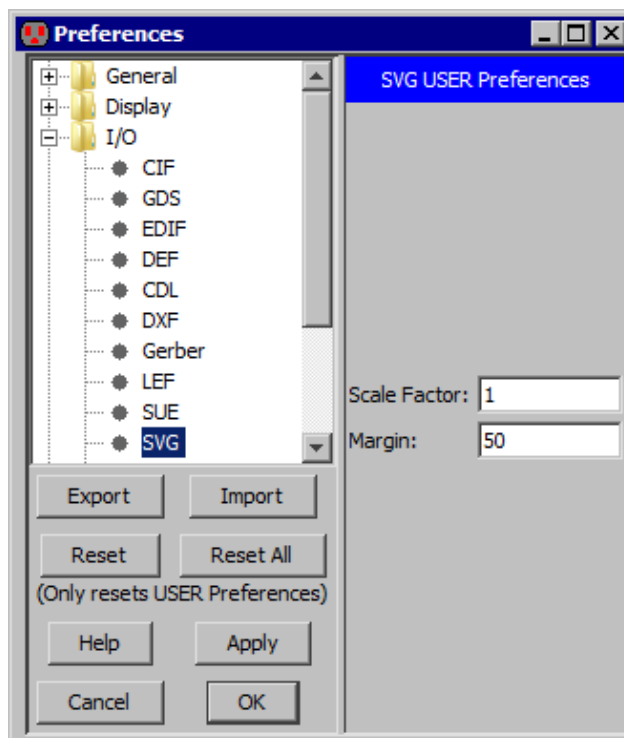 Preferences
General
Display
I/O
CIF
GDS
EDIF
DEF
CDL
DXF
Gerber
LEF
SUE
SVG
Export Import
Reset Reset All
(Only resets USER Preferences)
Help Apply
Cancel OK
SVG USER Preferences
Scale Factor: 1
Margin: 50